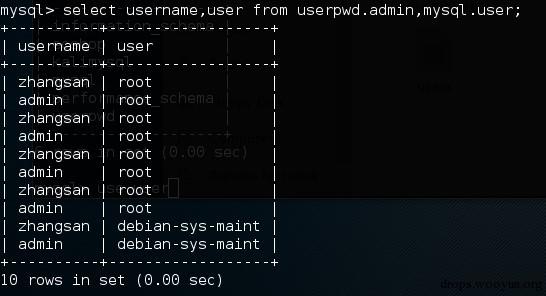 mysql> select username,user from userpwd.admin,mysql.user;
+----------+------------------+
| username | user             |
+----------+------------------+
| zhangsan | root             |
| admin    | root             |
| zhangsan | root             |
| admin    | root             |
| zhangsan | root             |
| admin    | root             |
| zhangsan | root             |
| admin    | root             |
| zhangsan | debian-sys-maint |
| admin    | debian-sys-maint |
+----------+------------------+
10 rows in set (0.00 sec)
drops.wooyun.org